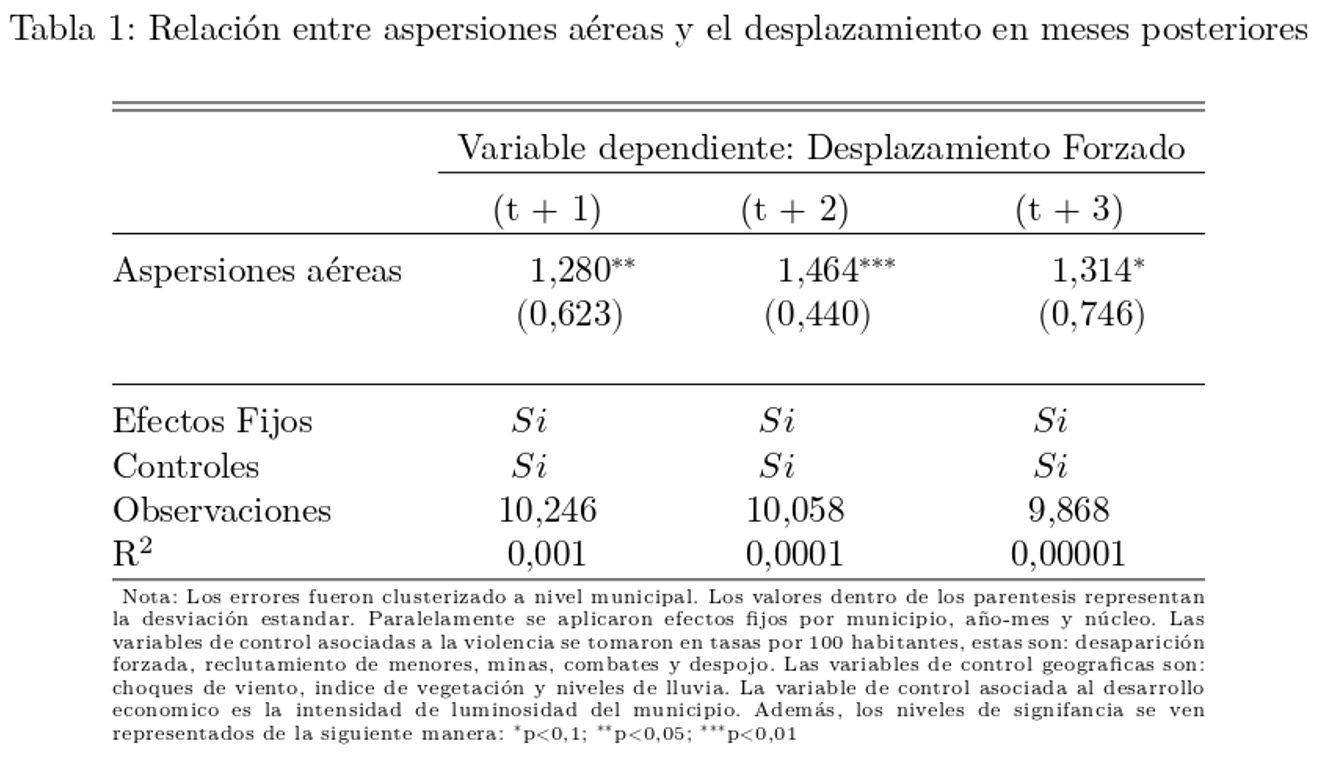 Tabla 1: Relación entre aspersiones aéreas y el desplazamiento en meses posteriores
Variable dependiente: Desplazamiento Forzado
(t + 1) (t + 2) (t + 3)
Aspersiones aéreas 1,280** 1,464*** 1,314*
(0,623) (0,440) (0,746)
Efectos Fijos Si Si Si
Controles Si Si Si
Observaciones 10,246 10,058 9,868
R² 0,001 0,0001 0,00001
Nota: Los errores fueron clusterizado a nivel municipal. Los valores dentro de los parentesis representan
la desviación estandar. Paralelamente se aplicaron efectos fijos por municipio, año-mes y núcleo. Las
variables de control asociadas a la violencia se tomaron en tasas por 100 habitantes, estas son: desaparición
forzada, reclutamiento de menores, minas, combates y despojo. Las variables de control geograficas son:
choques de viento, indice de vegetación y niveles de lluvia. La variable de control asociada al desarrollo
economico es la intensidad de luminosidad del municipio. Además, los niveles de signifancia se ven
representados de la siguiente manera: *p<0,1; **p<0,05; ***p<0,01